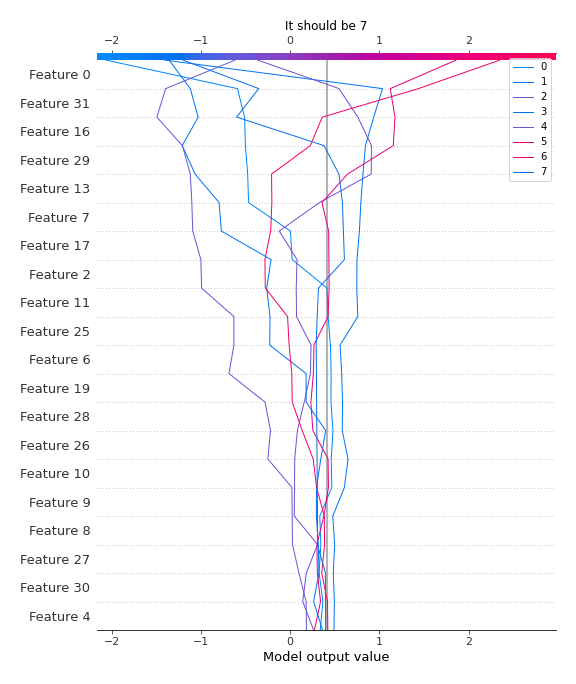 It should be 7
−2 −1 0 1 2
0
1
2
3
4
5
6
7
Feature 0
Feature 31
Feature 16
Feature 29
Feature 13
Feature 7
Feature 17
Feature 2
Feature 11
Feature 25
Feature 6
Feature 19
Feature 28
Feature 26
Feature 10
Feature 9
Feature 8
Feature 27
Feature 30
Feature 4
−2 −1 0 1 2
Model output value